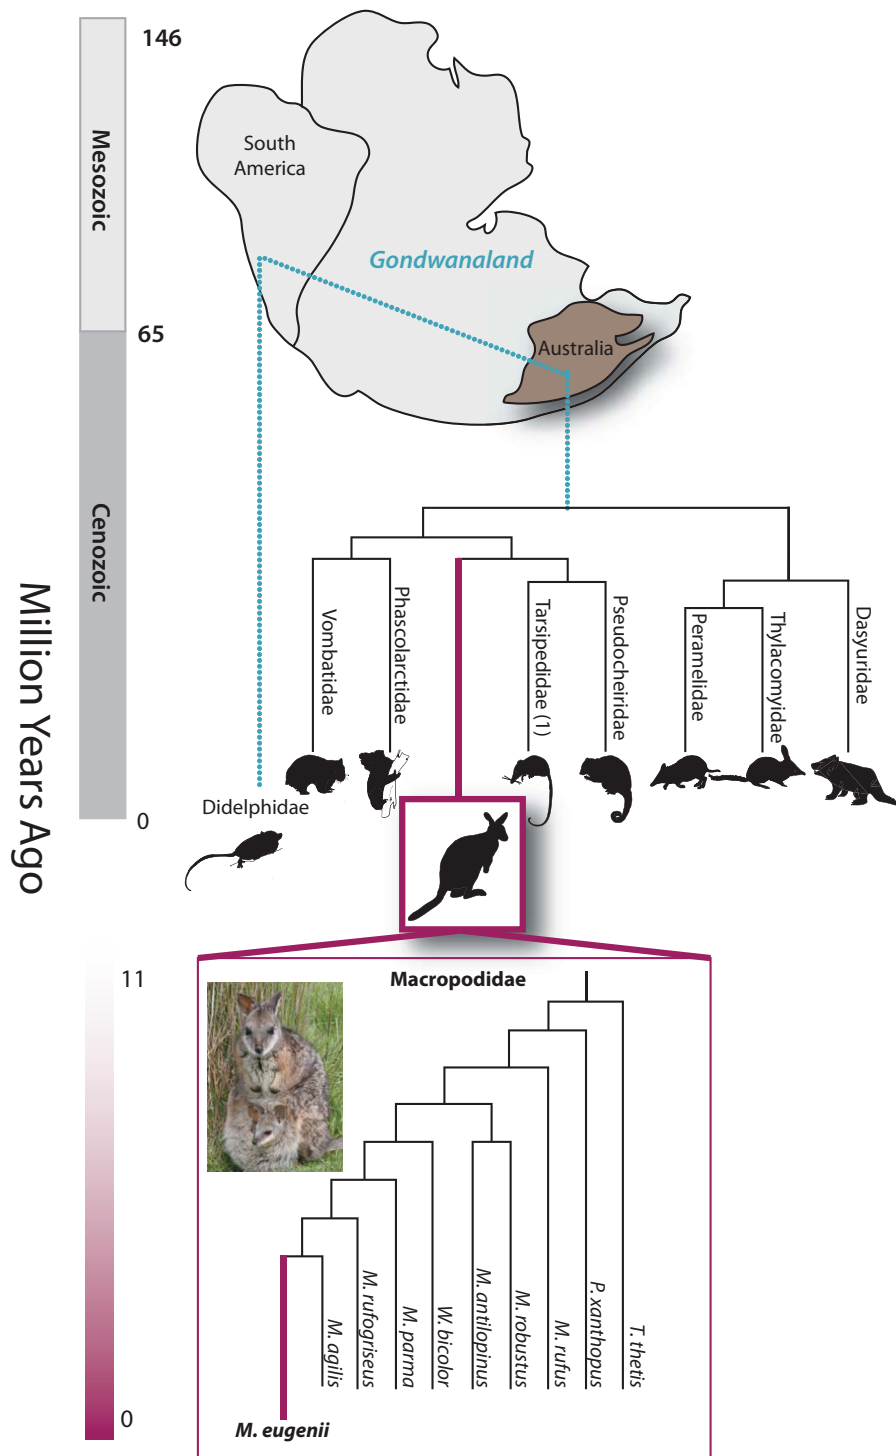 146
Mesozoic
South
America
Gondwanaland
65
Australia
Cenozoic
Million Years Ago
Vombatidae
Phascolarctidae
Tarsipedidae (1)
Pseudocheiridae
Peramelidae
Thylacomyidae
Dasyuridae
Didelphidae
0
11
Macropodidae
M. agilis
M. rufogriseus
M. parma
W. bicolor
M. antilopinus
M. robustus
M. rufus
P. xanthopus
T. thetis
0
M. eugenii